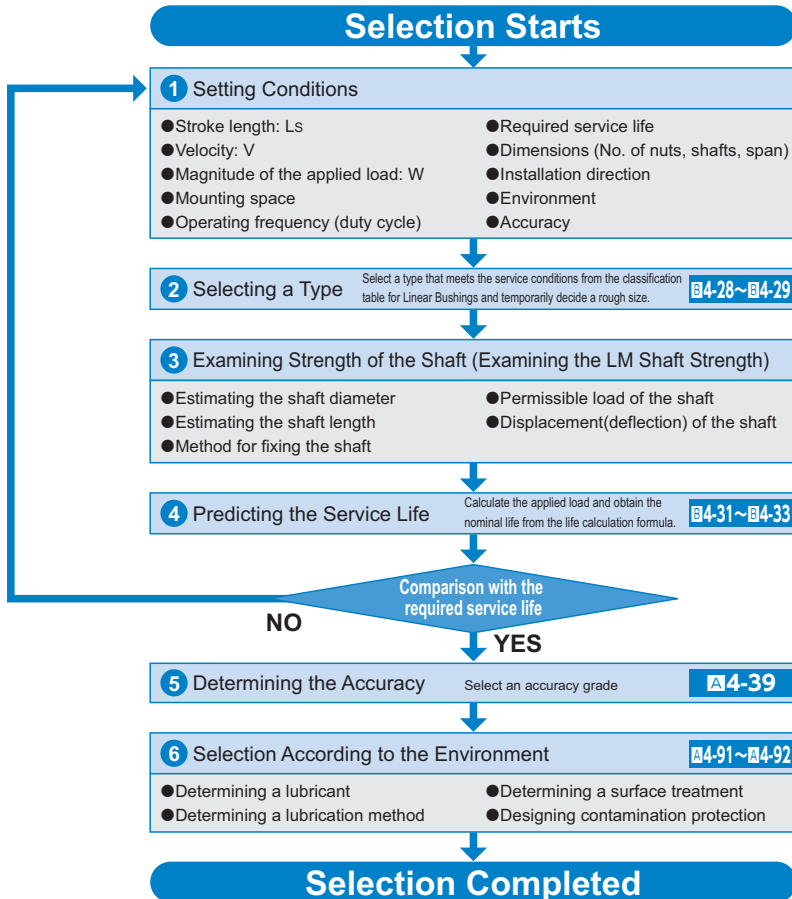 Selection Starts
1 Setting Conditions
●Stroke length: Ls
●Velocity: V
●Magnitude of the applied load: W
●Mounting space
●Operating frequency (duty cycle)
●Required service life
●Dimensions (No. of nuts, shafts, span)
●Installation direction
●Environment
●Accuracy
2 Selecting a Type
Select a type that meets the service conditions from the classification
table for Linear Bushings and temporarily decide a rough size.
B4-28~B4-29
3 Examining Strength of the Shaft (Examining the LM Shaft Strength)
●Estimating the shaft diameter
●Estimating the shaft length
●Method for fixing the shaft
●Permissible load of the shaft
●Displacement(deflection) of the shaft
4 Predicting the Service Life
Calculate the applied load and obtain the
nominal life from the life calculation formula.
B4-31~B4-33
Comparison with the
required service life
NO
YES
5 Determining the Accuracy
Select an accuracy grade
A4-39
6 Selection According to the Environment
A4-91~A4-92
●Determining a lubricant
●Determining a lubrication method
●Determining a surface treatment
●Designing contamination protection
Selection Completed